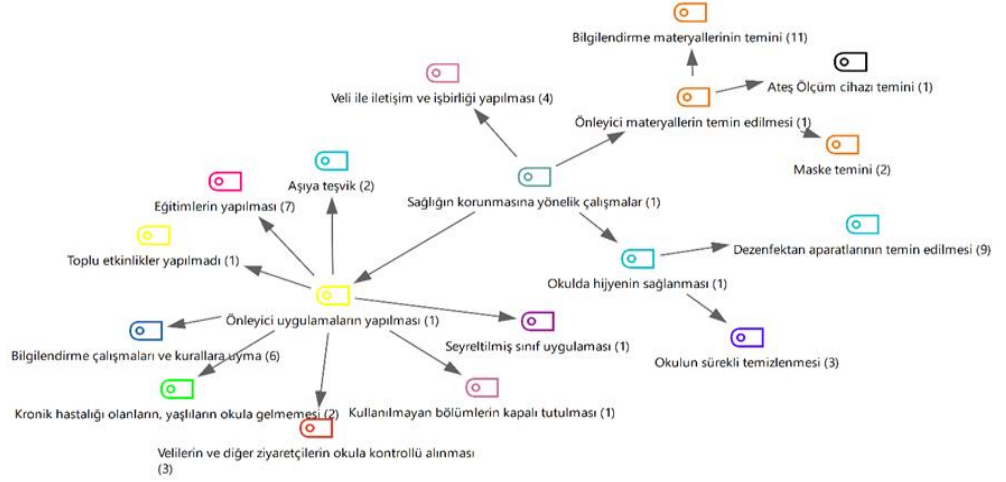 Bilgilendirme materyallerinin temini (11)
Ateş Ölçüm cihazı temini (1)
Veli ile iletişim ve işbirliği yapılması (4)
Önleyici materyallerin temin edilmesi (1)
Maske temini (2)
Aşıya teşvik (2)
Eğitimlerin yapılması (7)
Sağlığın korunmasına yönelik çalışmalar (1)
Toplu etkinlikler yapılmadı (1)
Dezenfektan aparatlarının temin edilmesi (9)
Okulda hijyenin sağlanması (1)
Önleyici uygulamaların yapılması (1)
Seyreltilmiş sınıf uygulaması (1)
Bilgilendirme çalışmaları ve kurallara uyma (6)
Okulun sürekli temizlenmesi (3)
Kronik hastalığı olanların, yaşlıların okula gelmemesi (2)
Kullanılmayan bölümlerin kapalı tutulması (1)
Velilerin ve diğer ziyaretçilerin okula kontrollü alınması
(3)